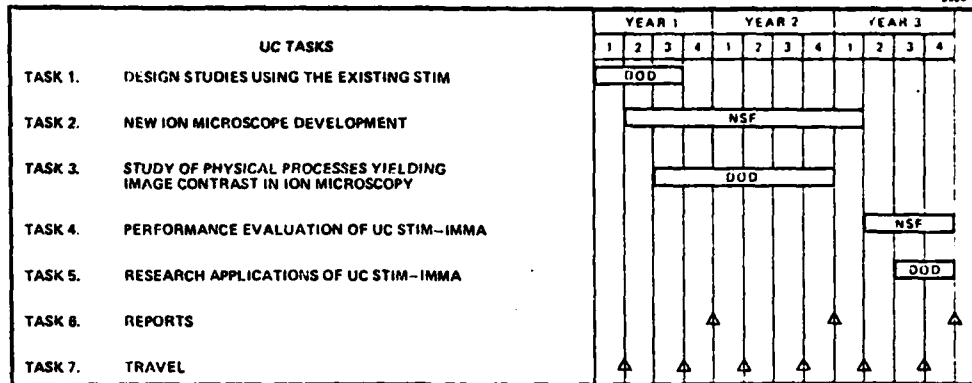 YEAR 1 YEAR 2 YEAR 3
UC TASKS 1 2 3 4 1 2 3 4 1 2 3 4
TASK 1. DESIGN STUDIES USING THE EXISTING STIM DOD
TASK 2. NEW ION MICROSCOPE DEVELOPMENT NSF
TASK 3. STUDY OF PHYSICAL PROCESSES YIELDING
IMAGE CONTRAST IN ION MICROSCOPY DOD
TASK 4. PERFORMANCE EVALUATION OF UC STIM-IMMA NSF
TASK 5. RESEARCH APPLICATIONS OF UC STIM-IMMA DOD
TASK 6. REPORTS
TASK 7. TRAVEL